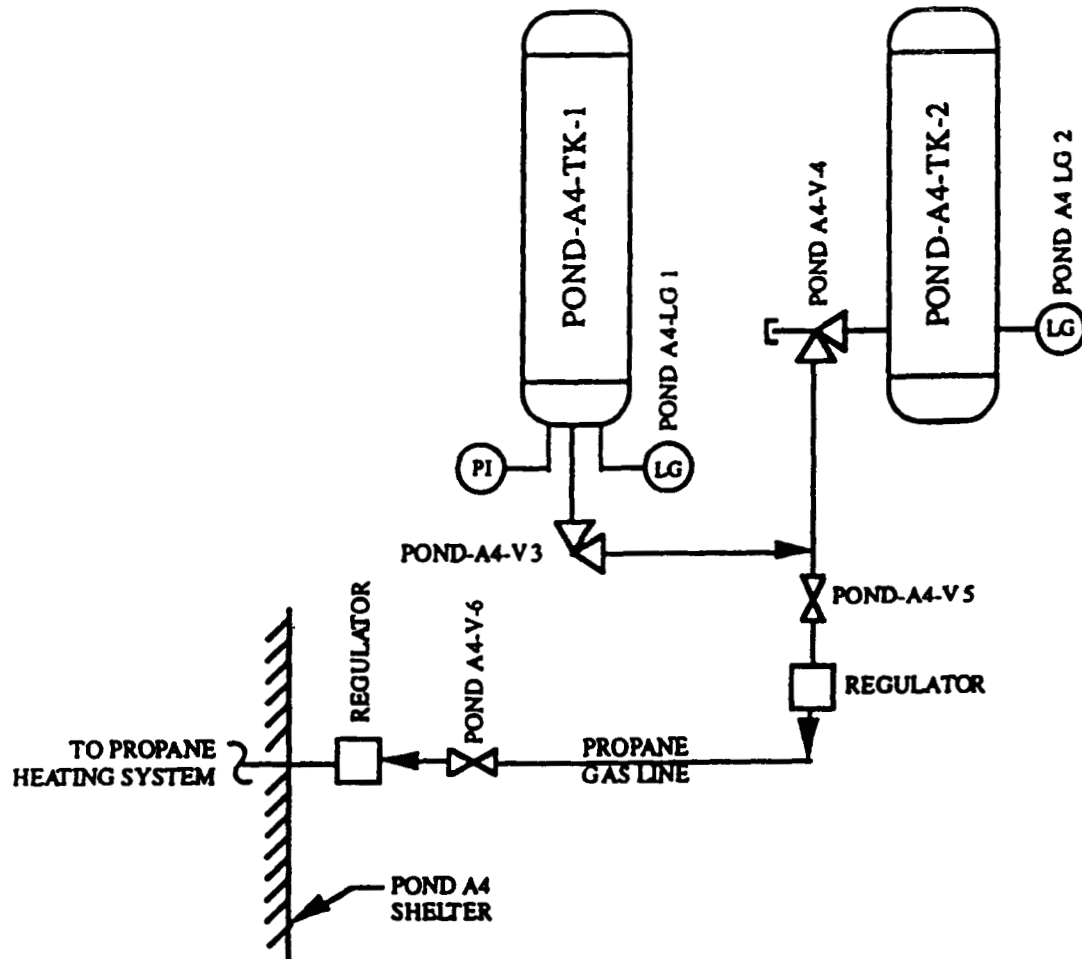 POND-A4-TK-1
POND-A4-TK-2
POND A4-V-4
POND A4 LG 2
LG
POND A4-LG 1
PI
LG
POND-A4-V3
POND-A4-V5
REGULATOR
POND A4-V-6
REGULATOR
TO PROPANE
HEATING SYSTEM
PROPANE
GAS LINE
POND A4
SHELTER